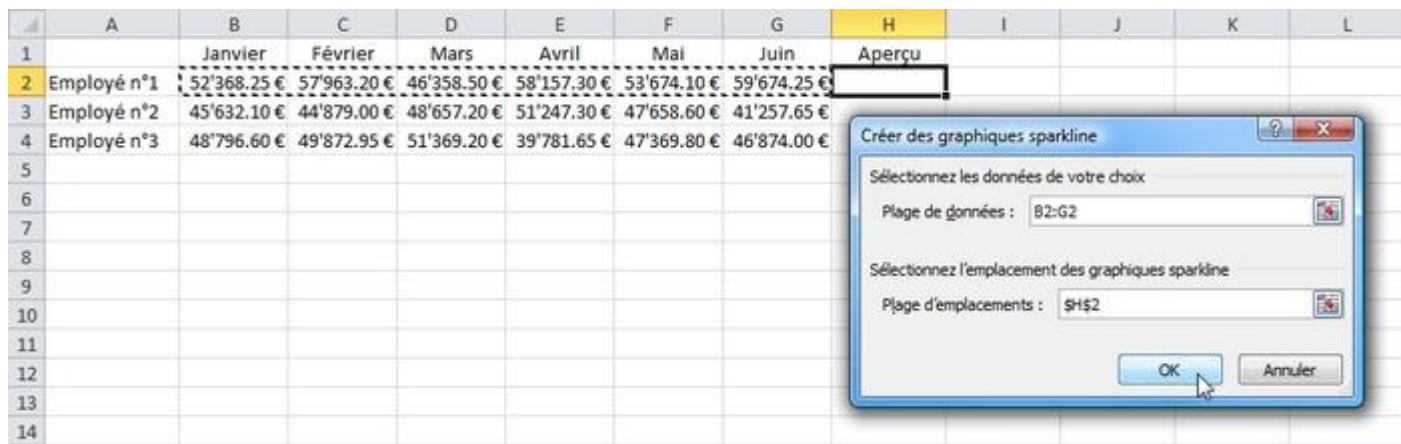 A B C D E F G H I J K L
1 Janvier Février Mars Avril Mai Juin Aperçu
2 Employé n°1 52'368.25 € 57'963.20 € 46'358.50 € 58'157.30 € 53'674.10 € 59'674.25 €
3 Employé n°2 45'632.10 € 44'879.00 € 48'657.20 € 51'247.30 € 47'658.60 € 41'257.65 €
4 Employé n°3 48'796.60 € 49'872.95 € 51'369.20 € 39'781.65 € 47'369.80 € 46'874.00 €
5
6
7
8
9
10
11
12
13
14
Créer des graphiques sparkline
Sélectionnez les données de votre choix
Plage de données : B2:G2
Sélectionnez l'emplacement des graphiques sparkline
Plage d'emplacements : $H$2
OK Annuler